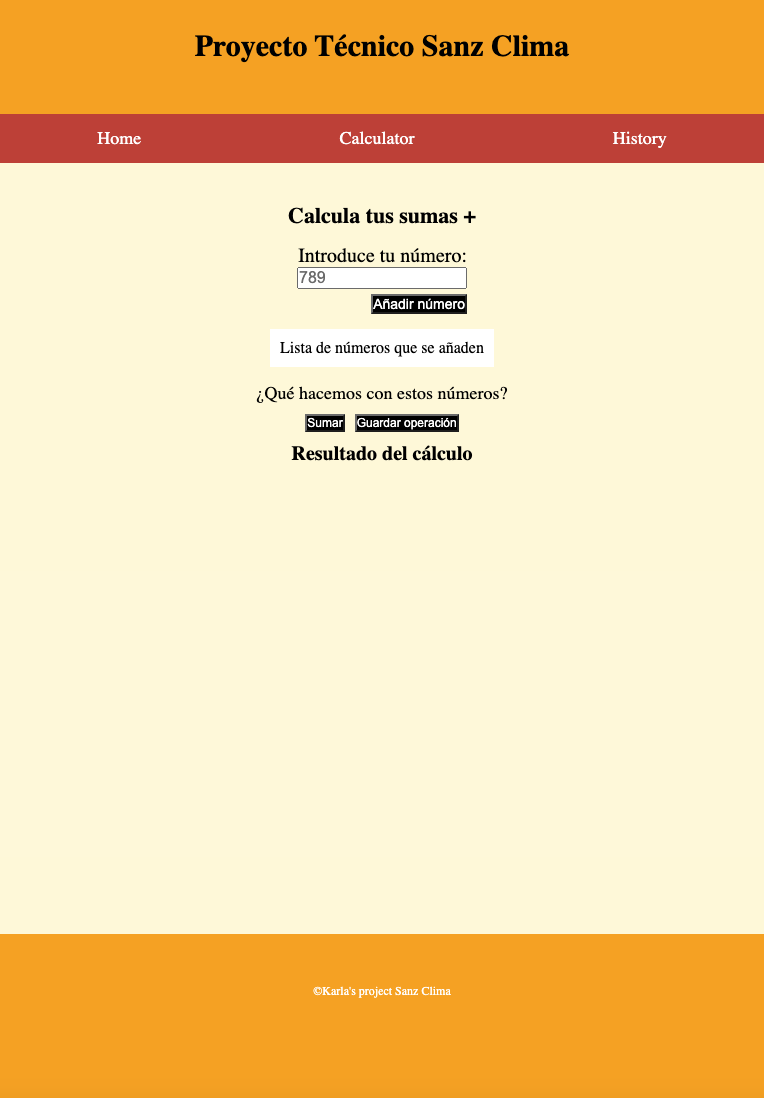 Proyecto Técnico Sanz Clima
Home Calculator History
Calcula tus sumas +
Introduce tu número:
789
Añadir número
Lista de números que se añaden
¿Qué hacemos con estos números?
Sumar Guardar operación
Resultado del cálculo
©Karla's project Sanz Clima